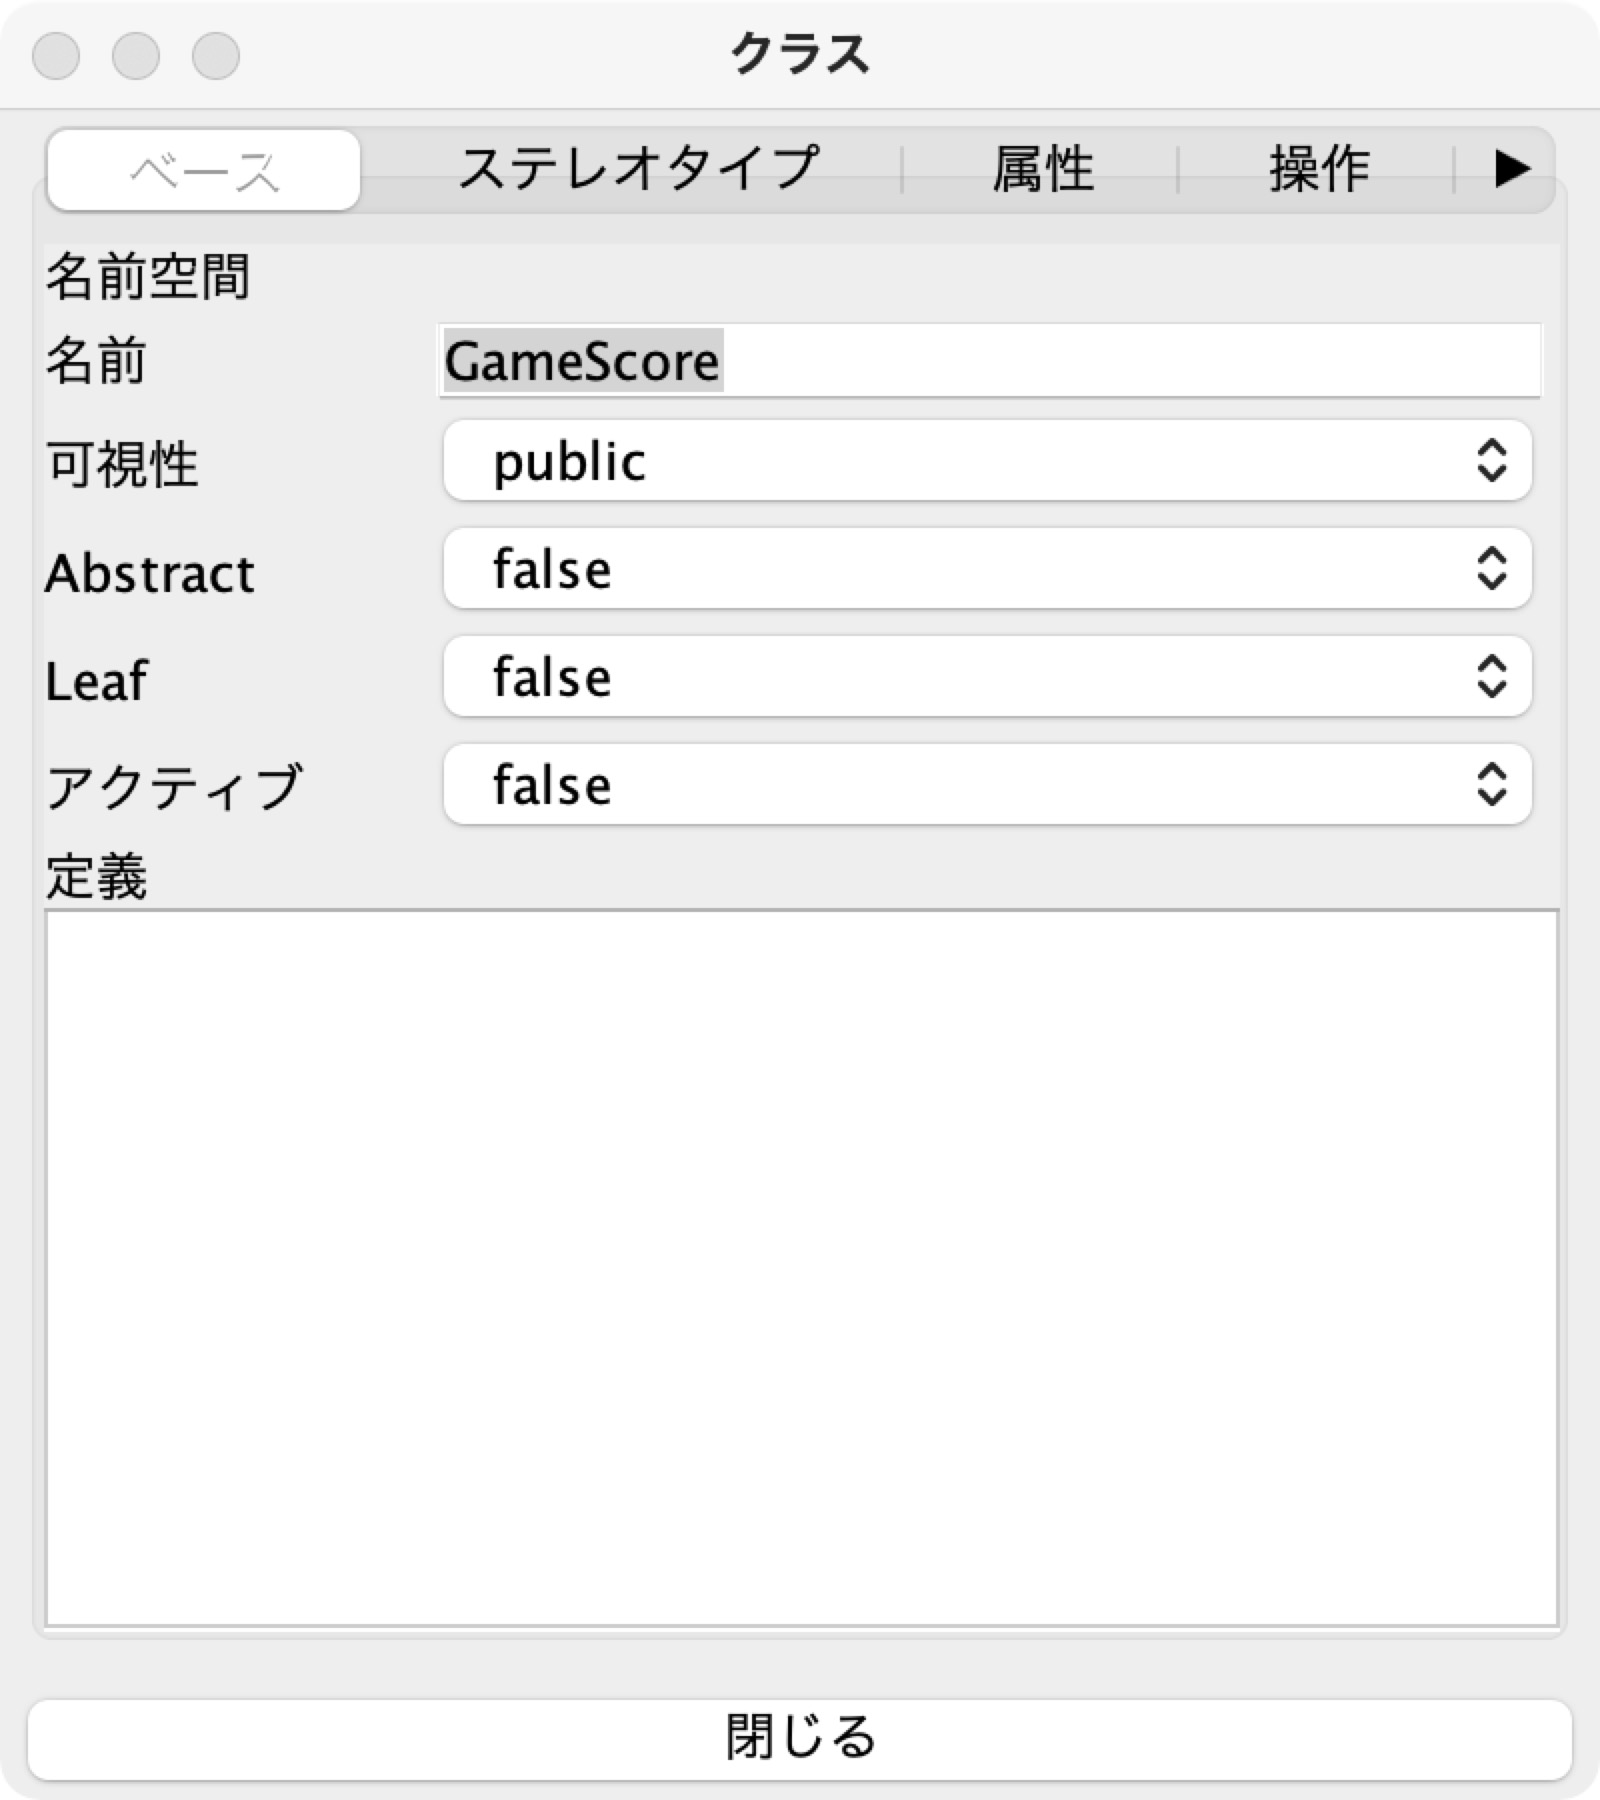 クラス
ベース ステレオタイプ 属性 操作
名前空間
名前 GameScore
可視性 public
Abstract false
Leaf false
アクティブ false
定義
閉じる